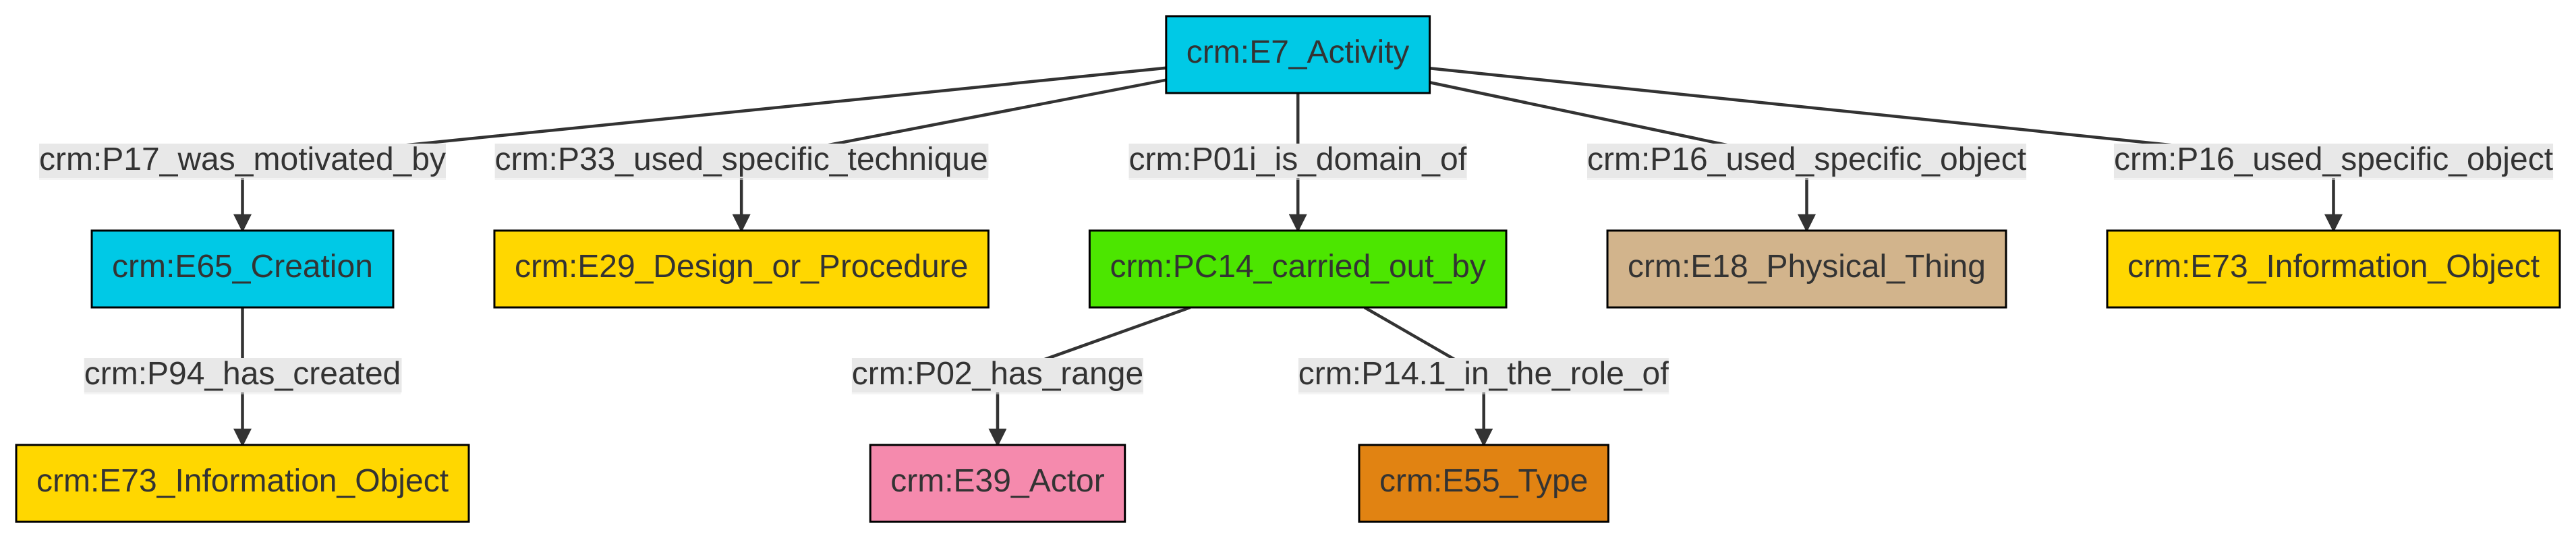 crm:E7_Activity
crm:P17_was_motivated_by
crm:P33_used_specific_technique
crm:P01i_is_domain_of
crm:P16_used_specific_object
crm:P16_used_specific_object
crm:E65_Creation
crm:E29_Design_or_Procedure
crm:PC14_carried_out_by
crm:E18_Physical_Thing
crm:E73_Information_Object
crm:P94_has_created
crm:P02_has_range
crm:P14.1_in_the_role_of
crm:E73_Information_Object
crm:E39_Actor
crm:E55_Type